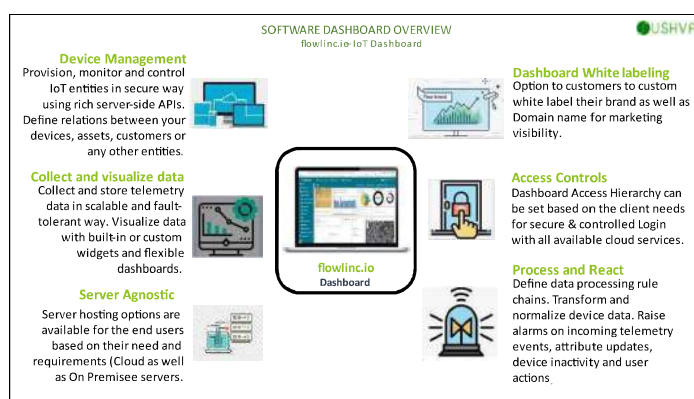 SOFTWARE DASHBOARD OVERVIEW
flowlinc.io- IoT Dashboard
USHVA
Device Management
Provision, monitor and control
IoT entities in secure way
using rich server-side APIs.
Define relations between your
devices, assets, customers or
any other entities.
Collect and visualize data
Collect and store telemetry
data in scalable and fault-
tolerant way. Visualize data
with built-in or custom
widgets and flexible
dashboards.
Server Agnostic
Server hosting options are
available for the end users
based on their need and
requirements (Cloud as well
as On Premisee servers.
flowlinc.io
Dashboard
Dashboard White labeling
Option to customers to custom
white label their brand as well as
Domain name for marketing
visibility.
Access Controls
Dashboard Access Hierarchy can
be set based on the client needs
for secure & controlled Login
with all available cloud services.
Process and React
Define data processing rule
chains. Transform and
normalize device data. Raise
alarms on incoming telemetry
events, attribute updates,
device inactivity and user
actions